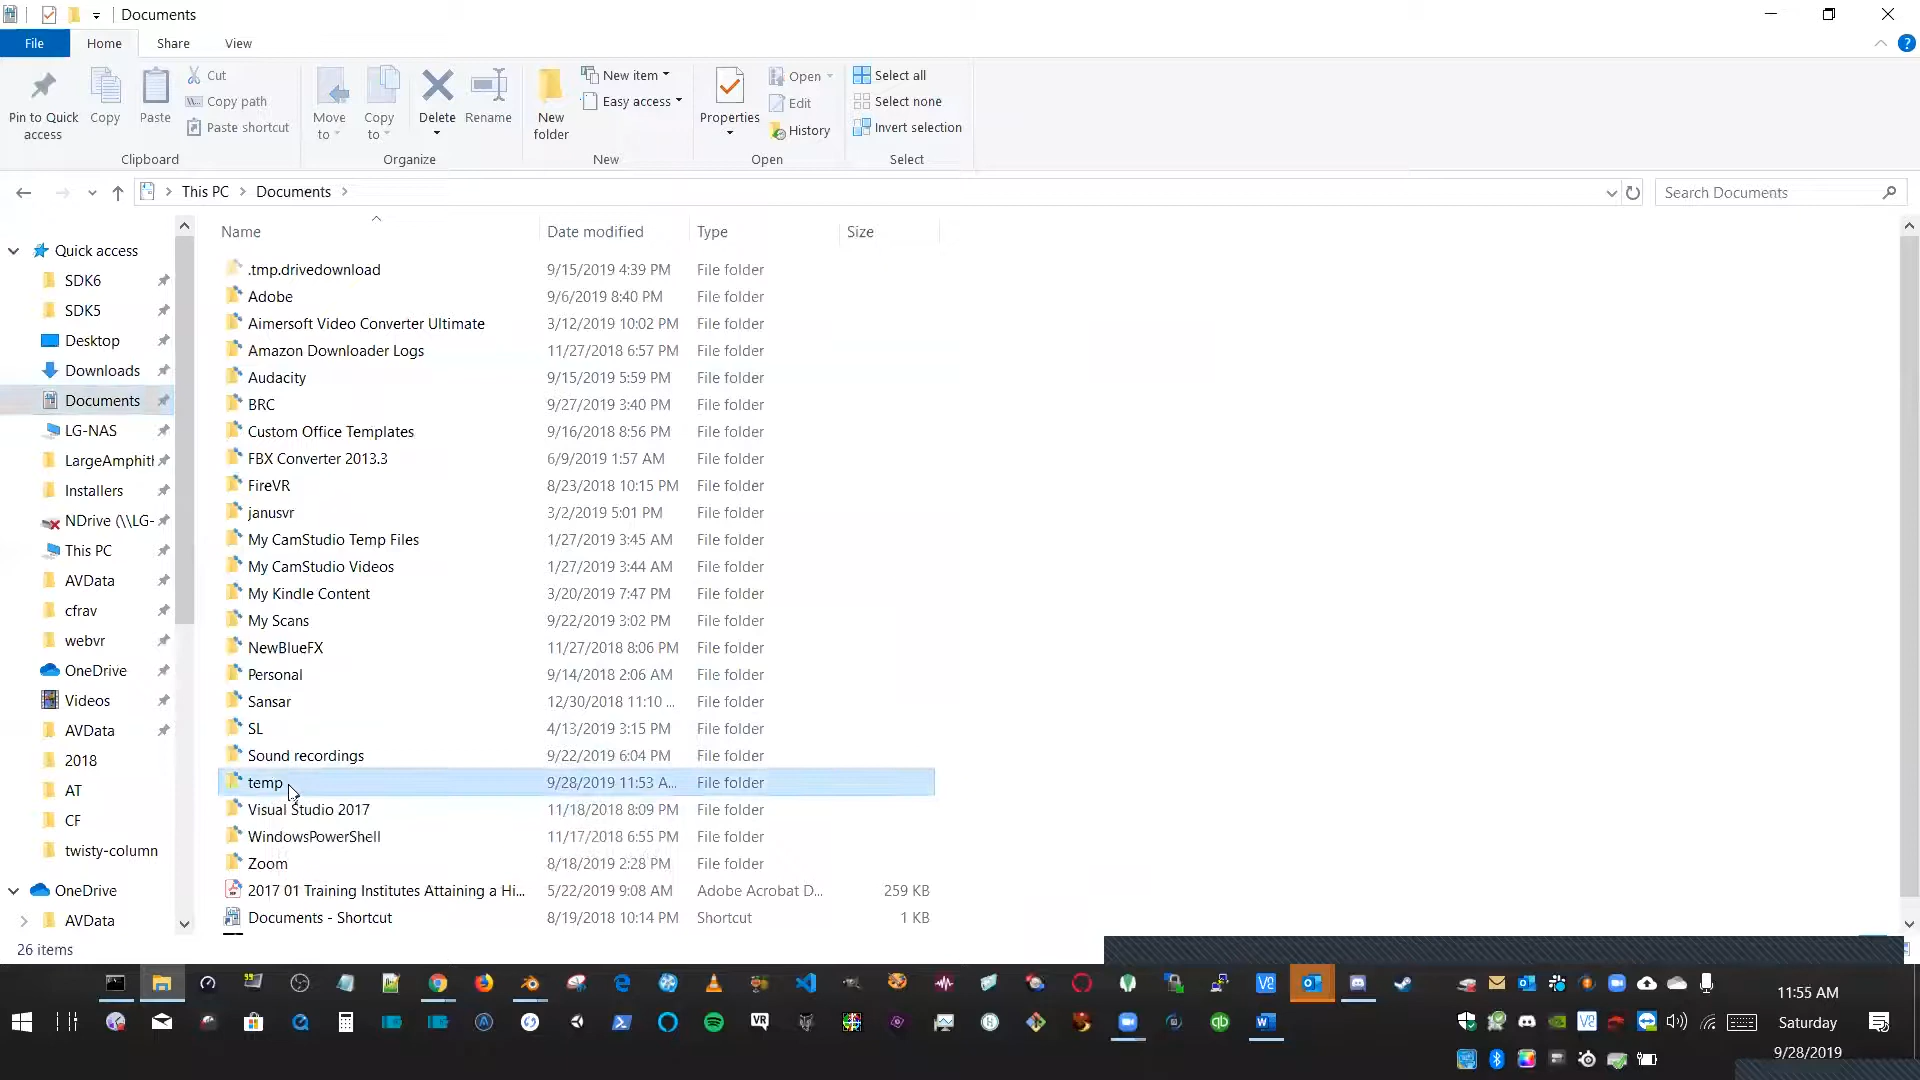 Documents
File
Home
Share
View
Pin to Quick access
Copy
Paste
Cut
Copy path
Paste shortcut
Clipboard
Move to
Copy to
Delete
Rename
Organize
New folder
New item
Easy access
New
Properties
Open
Edit
History
Open
Select all
Select none
Invert selection
Select
This PC
Documents
Search Documents
Quick access
SDK6
SDK5
Desktop
Downloads
Documents
LG-NAS
LargeAmphitl
Installers
NDrive (\\LG-
This PC
AVData
cfrav
webvr
OneDrive
Videos
AVData
2018
AT
CF
twisty-column
OneDrive
AVData
Name Date modified Type Size
.tmp.drivedownload 9/15/2019 4:39 PM File folder
Adobe 9/6/2019 8:40 PM File folder
Aimersoft Video Converter Ultimate 3/12/2019 10:02 PM File folder
Amazon Downloader Logs 11/27/2018 6:57 PM File folder
Audacity 9/15/2019 5:59 PM File folder
BRC 9/27/2019 3:40 PM File folder
Custom Office Templates 9/16/2018 8:56 PM File folder
FBX Converter 2013.3 6/9/2019 1:57 AM File folder
FireVR 8/23/2018 10:15 PM File folder
janusvr 3/2/2019 5:01 PM File folder
My CamStudio Temp Files 1/27/2019 3:45 AM File folder
My CamStudio Videos 1/27/2019 3:44 AM File folder
My Kindle Content 3/20/2019 7:47 PM File folder
My Scans 9/22/2019 3:02 PM File folder
NewBlueFX 11/27/2018 8:06 PM File folder
Personal 9/14/2018 2:06 AM File folder
Sansar 12/30/2018 11:10 ... File folder
SL 4/13/2019 3:15 PM File folder
Sound recordings 9/22/2019 6:04 PM File folder
temp 9/28/2019 11:53 A... File folder
Visual Studio 2017 11/18/2018 8:09 PM File folder
WindowsPowerShell 11/17/2018 6:55 PM File folder
Zoom 8/18/2019 2:28 PM File folder
2017 01 Training Institutes Attaining a Hi... 5/22/2019 9:08 AM Adobe Acrobat D... 259 KB
Documents - Shortcut 8/19/2018 10:14 PM Shortcut 1 KB
26 items
VR
qb
11:55 AM
Saturday
9/28/2019